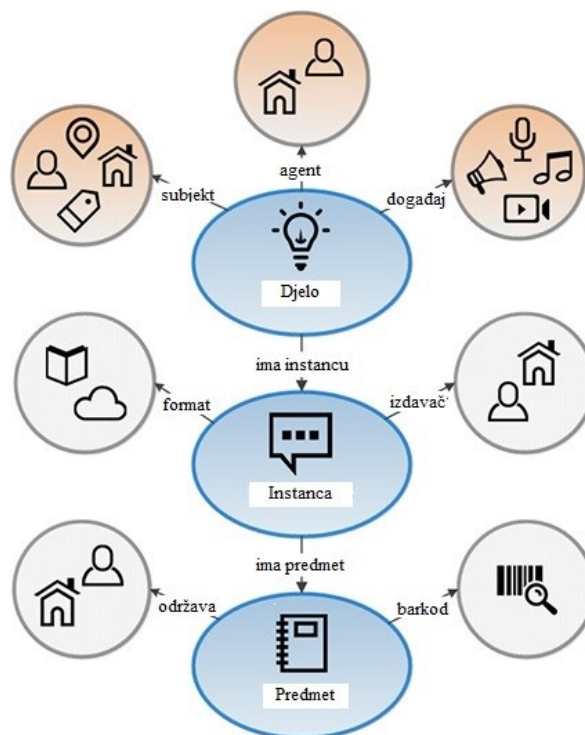 agent
subjekt
događaj
Djelo
ima instancu
format
izdavač
Instanca
ima predmet
održava
barkod
Predmet